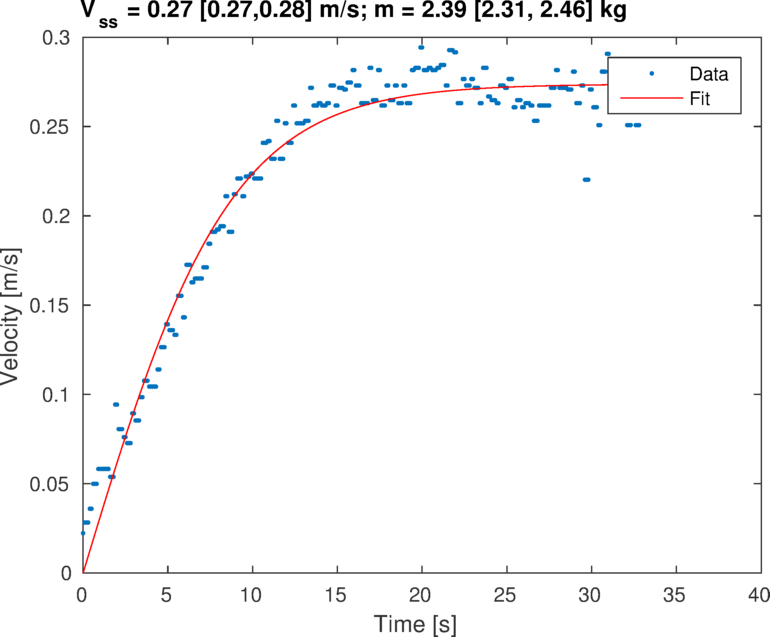 V_ss = 0.27 [0.27,0.28] m/s; m = 2.39 [2.31, 2.46] kg
0.3
0.25
0.2
0.15
0.1
0.05
0
Velocity [m/s]
Data
Fit
0 5 10 15 20 25 30 35 40
Time [s]